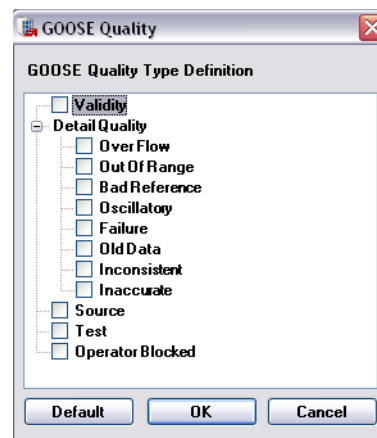 GOOSE Quality
GOOSE Quality Type Definition
Validity
Detail Quality
Over Flow
Out Of Range
Bad Reference
Oscillatory
Failure
Old Data
Inconsistent
Inaccurate
Source
Test
Operator Blocked
Default OK Cancel